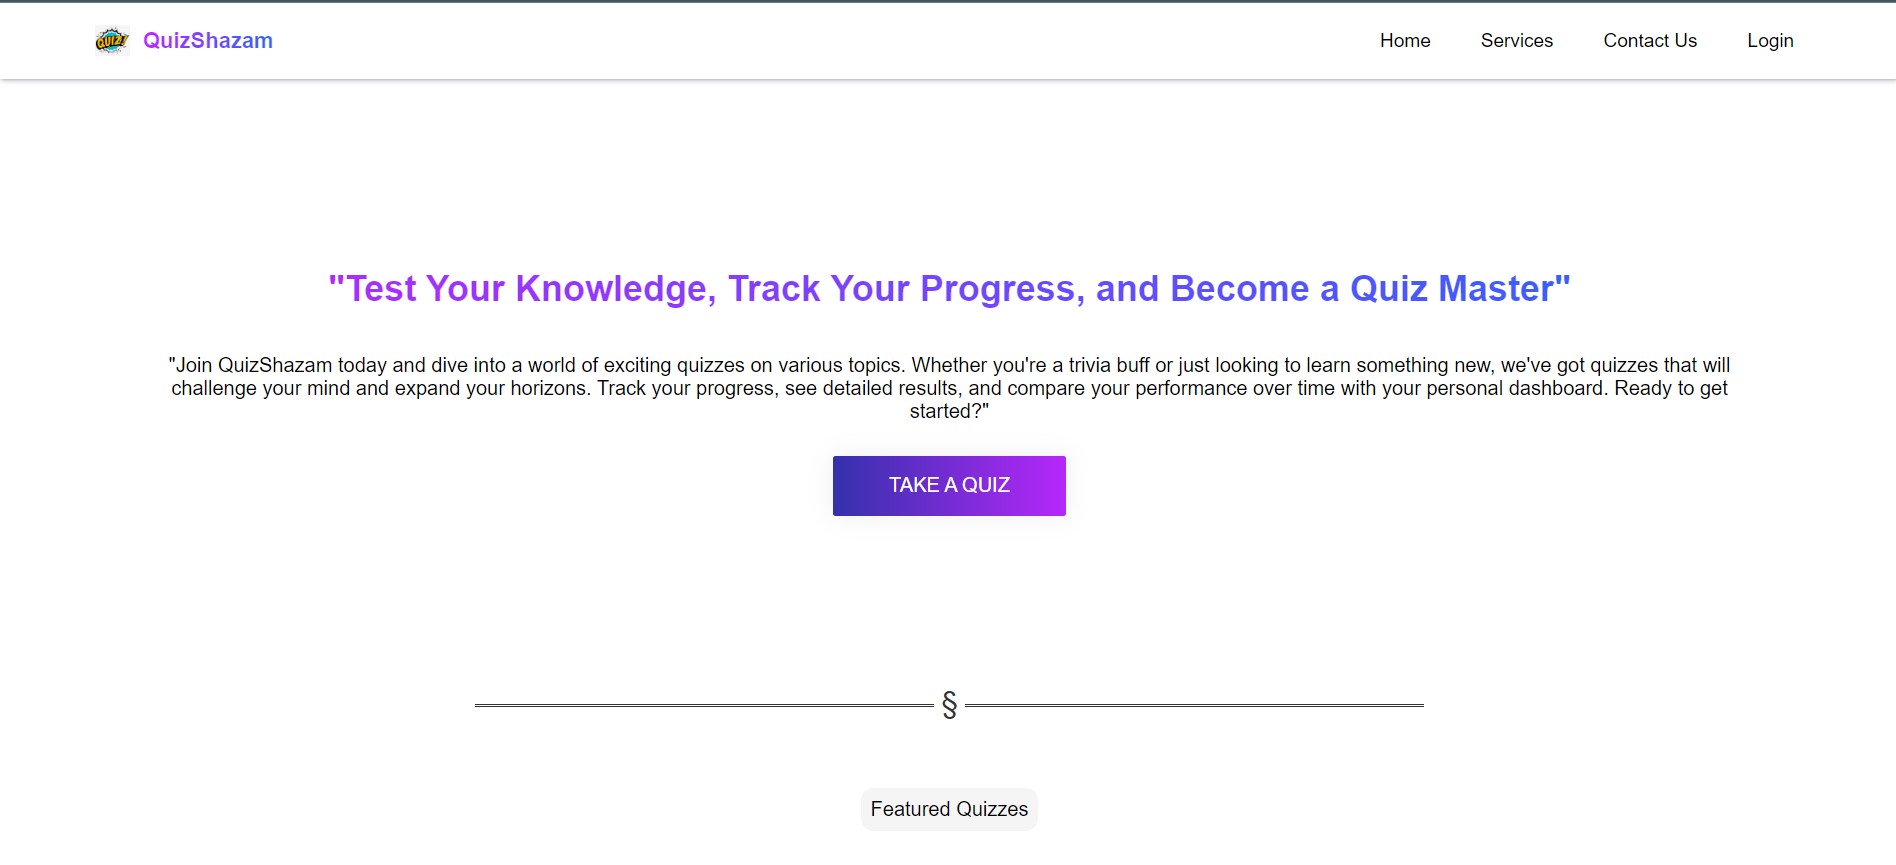 QUIZ!
QuizShazam
Home
Services
Contact Us
Login
"Test Your Knowledge, Track Your Progress, and Become a Quiz Master"
"Join QuizShazam today and dive into a world of exciting quizzes on various topics. Whether you're a trivia buff or just looking to learn something new, we've got quizzes that will
challenge your mind and expand your horizons. Track your progress, see detailed results, and compare your performance over time with your personal dashboard. Ready to get
started?"
TAKE A QUIZ
§
Featured Quizzes